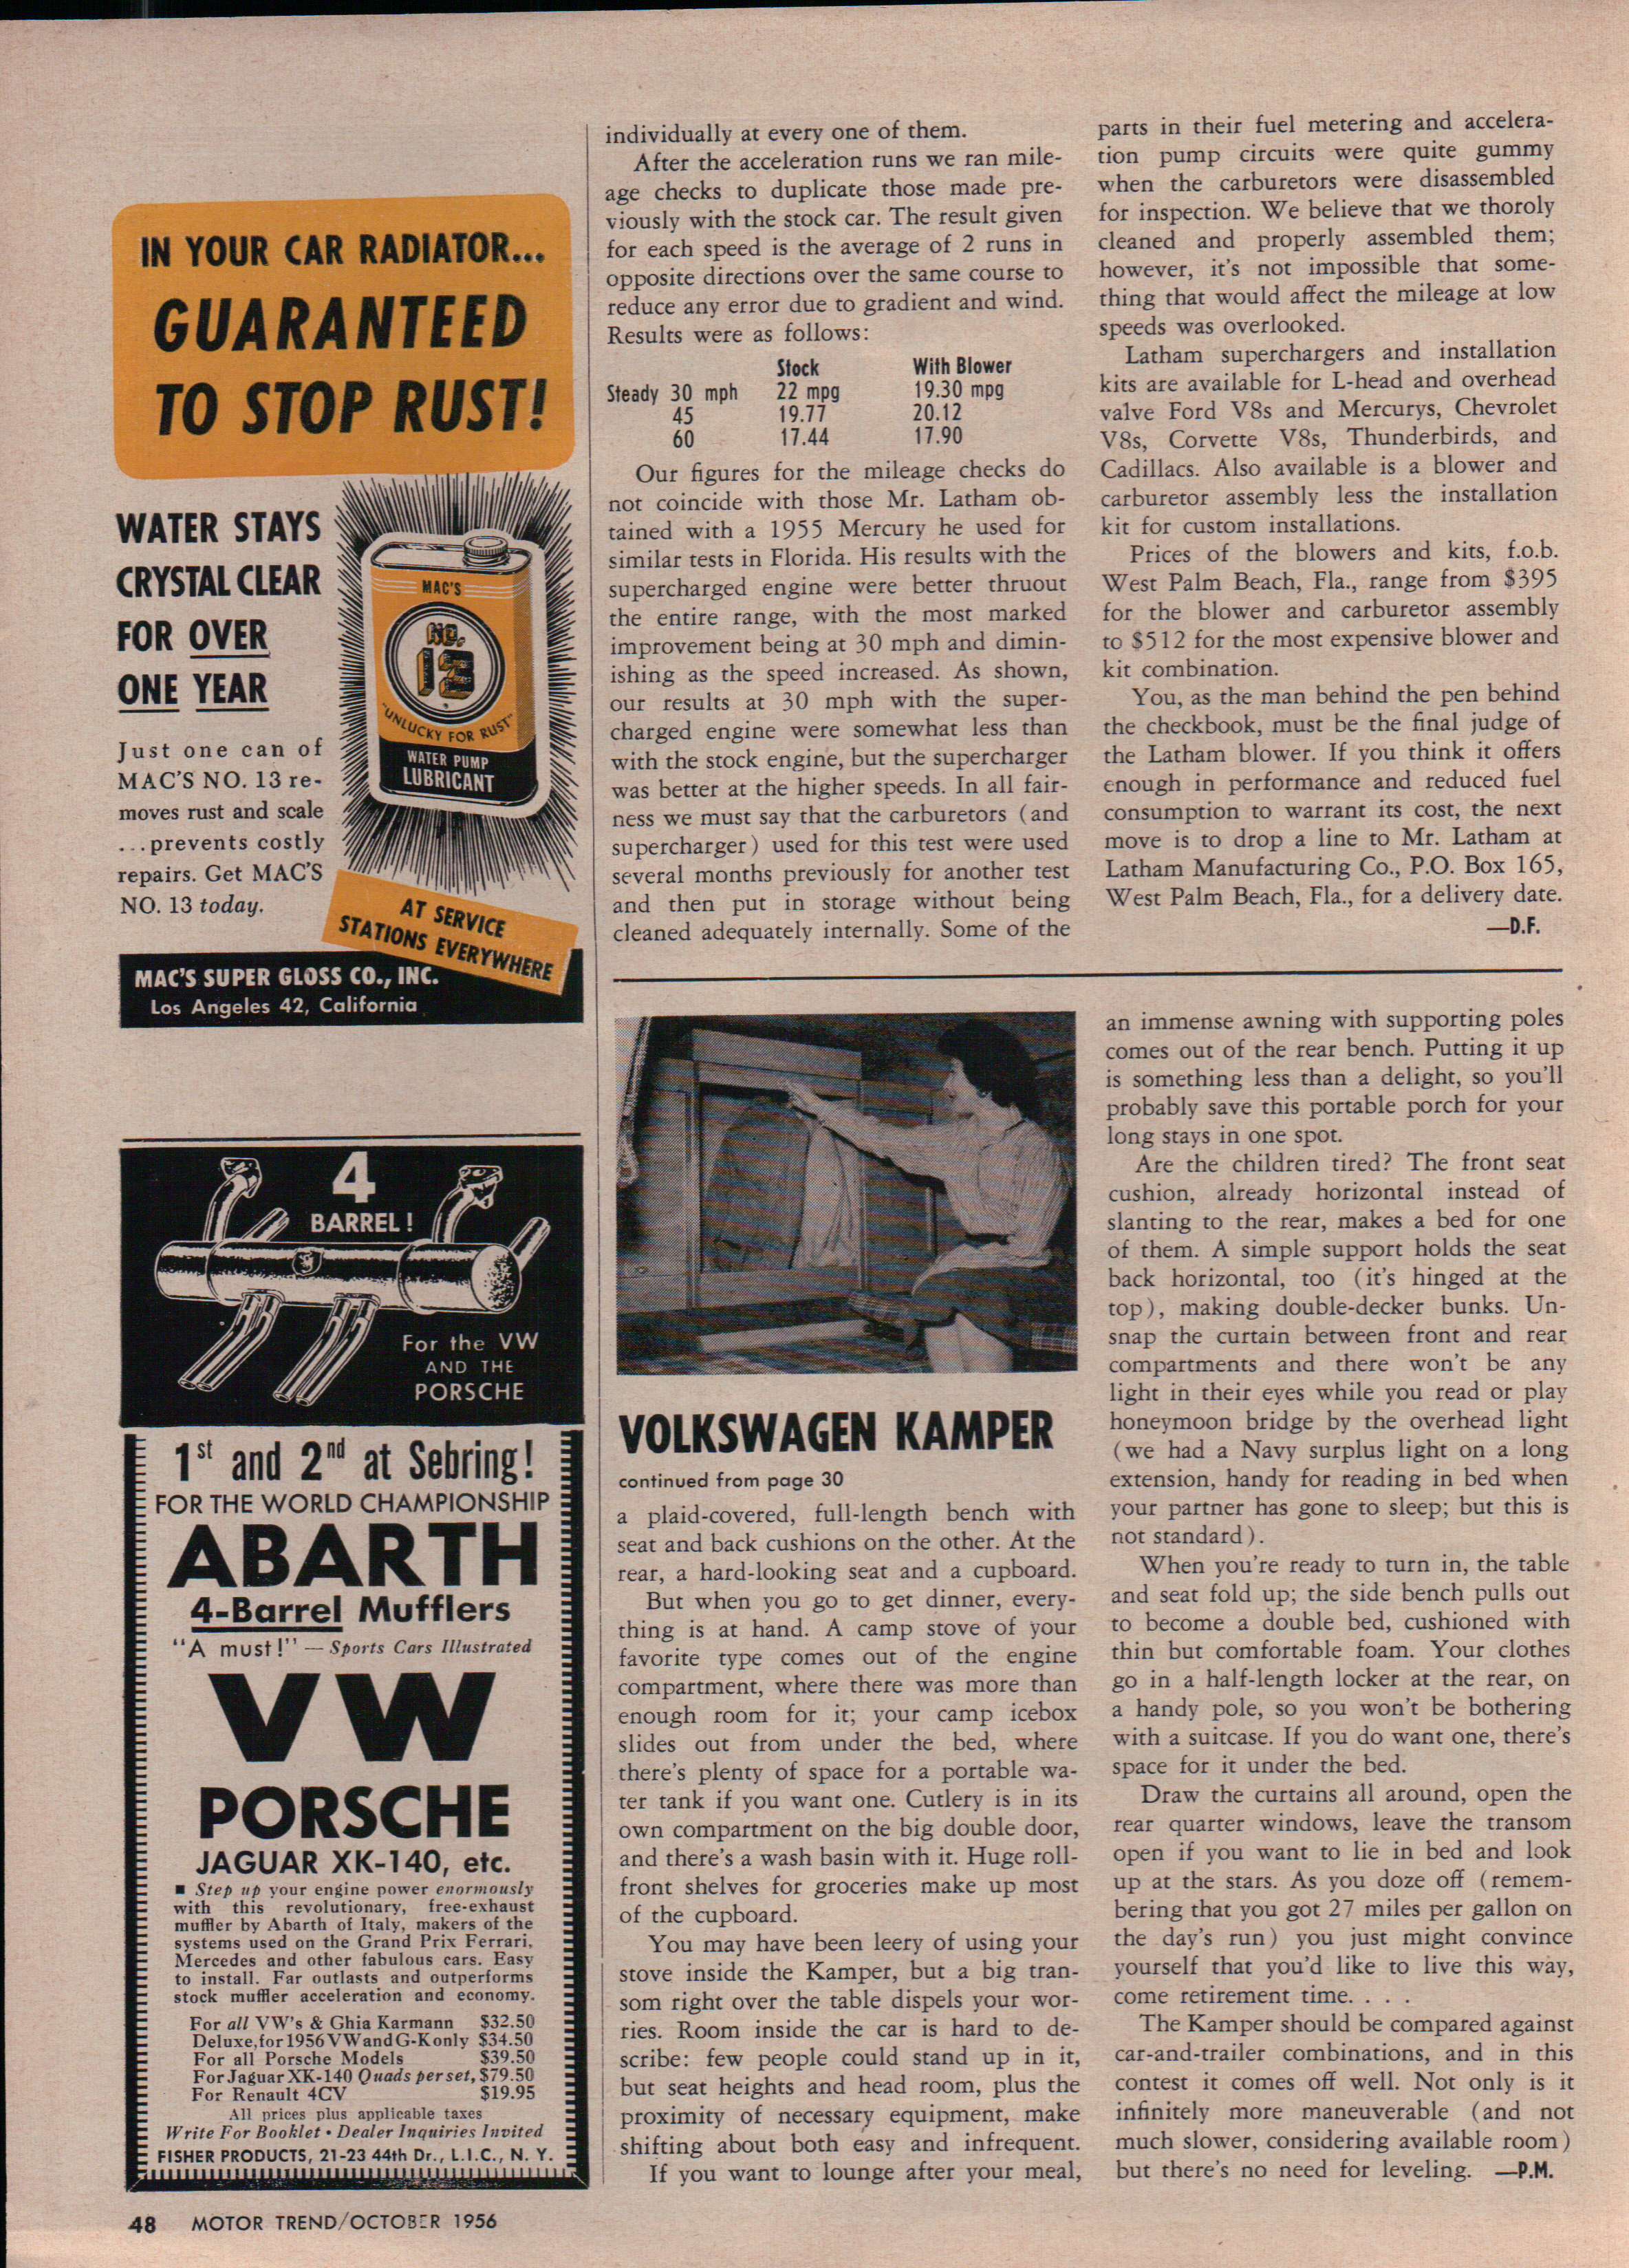 IN YOUR CAR RADIATOR...
GUARANTEED
TO STOP RUST!
WATER STAYS
CRYSTAL CLEAR
FOR OVER
ONE YEAR
MAC'S
NO.
13
"UNLUCKY FOR RUST"
WATER PUMP
LUBRICANT
Just one can of
MAC'S NO. 13 re-
moves rust and scale
...prevents costly
repairs. Get MAC'S
NO. 13 today.
AT SERVICE
STATIONS EVERYWHERE
MAC'S SUPER GLOSS CO., INC.
Los Angeles 42, California
4
BARREL!
For the VW
AND THE
PORSCHE
1st and 2nd at Sebring!
FOR THE WORLD CHAMPIONSHIP
ABARTH
4-Barrel Mufflers
"A must!" — Sports Cars Illustrated
VW
PORSCHE
JAGUAR XK-140, etc.
■ Step up your engine power enormously
with this revolutionary, free-exhaust
muffler by Abarth of Italy, makers of the
systems used on the Grand Prix Ferrari,
Mercedes and other fabulous cars. Easy
to install. Far outlasts and outperforms
stock muffler acceleration and economy.
For all VW's & Ghia Karmann $32.50
Deluxe, for 1956 VW and G-K only $34.50
For all Porsche Models $39.50
For Jaguar XK-140 Quads per set, $79.50
For Renault 4CV $19.95
All prices plus applicable taxes
Write For Booklet • Dealer Inquiries Invited
FISHER PRODUCTS, 21-23 44th Dr., L.I.C., N. Y.
individually at every one of them.
After the acceleration runs we ran mile-
age checks to duplicate those made pre-
viously with the stock car. The result given
for each speed is the average of 2 runs in
opposite directions over the same course to
reduce any error due to gradient and wind.
Results were as follows:
Stock With Blower
Steady 30 mph 22 mpg 19.30 mpg
45 19.77 20.12
60 17.44 17.90
Our figures for the mileage checks do
not coincide with those Mr. Latham ob-
tained with a 1955 Mercury he used for
similar tests in Florida. His results with the
supercharged engine were better thruout
the entire range, with the most marked
improvement being at 30 mph and dimin-
ishing as the speed increased. As shown,
our results at 30 mph with the super-
charged engine were somewhat less than
with the stock engine, but the supercharger
was better at the higher speeds. In all fair-
ness we must say that the carburetors (and
supercharger) used for this test were used
several months previously for another test
and then put in storage without being
cleaned adequately internally. Some of the
parts in their fuel metering and accelera-
tion pump circuits were quite gummy
when the carburetors were disassembled
for inspection. We believe that we thoroly
cleaned and properly assembled them;
however, it's not impossible that some-
thing that would affect the mileage at low
speeds was overlooked.
Latham superchargers and installation
kits are available for L-head and overhead
valve Ford V8s and Mercurys, Chevrolet
V8s, Corvette V8s, Thunderbirds, and
Cadillacs. Also available is a blower and
carburetor assembly less the installation
kit for custom installations.
Prices of the blowers and kits, f.o.b.
West Palm Beach, Fla., range from $395
for the blower and carburetor assembly
to $512 for the most expensive blower and
kit combination.
You, as the man behind the pen behind
the checkbook, must be the final judge of
the Latham blower. If you think it offers
enough in performance and reduced fuel
consumption to warrant its cost, the next
move is to drop a line to Mr. Latham at
Latham Manufacturing Co., P.O. Box 165,
West Palm Beach, Fla., for a delivery date.
—D.F.
VOLKSWAGEN KAMPER
continued from page 30
a plaid-covered, full-length bench with
seat and back cushions on the other. At the
rear, a hard-looking seat and a cupboard.
But when you go to get dinner, every-
thing is at hand. A camp stove of your
favorite type comes out of the engine
compartment, where there was more than
enough room for it; your camp icebox
slides out from under the bed, where
there's plenty of space for a portable wa-
ter tank if you want one. Cutlery is in its
own compartment on the big double door,
and there's a wash basin with it. Huge roll-
front shelves for groceries make up most
of the cupboard.
You may have been leery of using your
stove inside the Kamper, but a big tran-
som right over the table dispels your wor-
ries. Room inside the car is hard to de-
scribe: few people could stand up in it,
but seat heights and head room, plus the
proximity of necessary equipment, make
shifting about both easy and infrequent.
If you want to lounge after your meal,
an immense awning with supporting poles
comes out of the rear bench. Putting it up
is something less than a delight, so you'll
probably save this portable porch for your
long stays in one spot.
Are the children tired? The front seat
cushion, already horizontal instead of
slanting to the rear, makes a bed for one
of them. A simple support holds the seat
back horizontal, too (it's hinged at the
top), making double-decker bunks. Un-
snap the curtain between front and rear
compartments and there won't be any
light in their eyes while you read or play
honeymoon bridge by the overhead light
(we had a Navy surplus light on a long
extension, handy for reading in bed when
your partner has gone to sleep; but this is
not standard).
When you're ready to turn in, the table
and seat fold up; the side bench pulls out
to become a double bed, cushioned with
thin but comfortable foam. Your clothes
go in a half-length locker at the rear, on
a handy pole, so you won't be bothering
with a suitcase. If you do want one, there's
space for it under the bed.
Draw the curtains all around, open the
rear quarter windows, leave the transom
open if you want to lie in bed and look
up at the stars. As you doze off (remem-
bering that you got 27 miles per gallon on
the day's run) you just might convince
yourself that you'd like to live this way,
come retirement time. . . .
The Kamper should be compared against
car-and-trailer combinations, and in this
contest it comes off well. Not only is it
infinitely more maneuverable (and not
much slower, considering available room)
but there's no need for leveling. —P.M.
48 MOTOR TREND/OCTOBER 1956